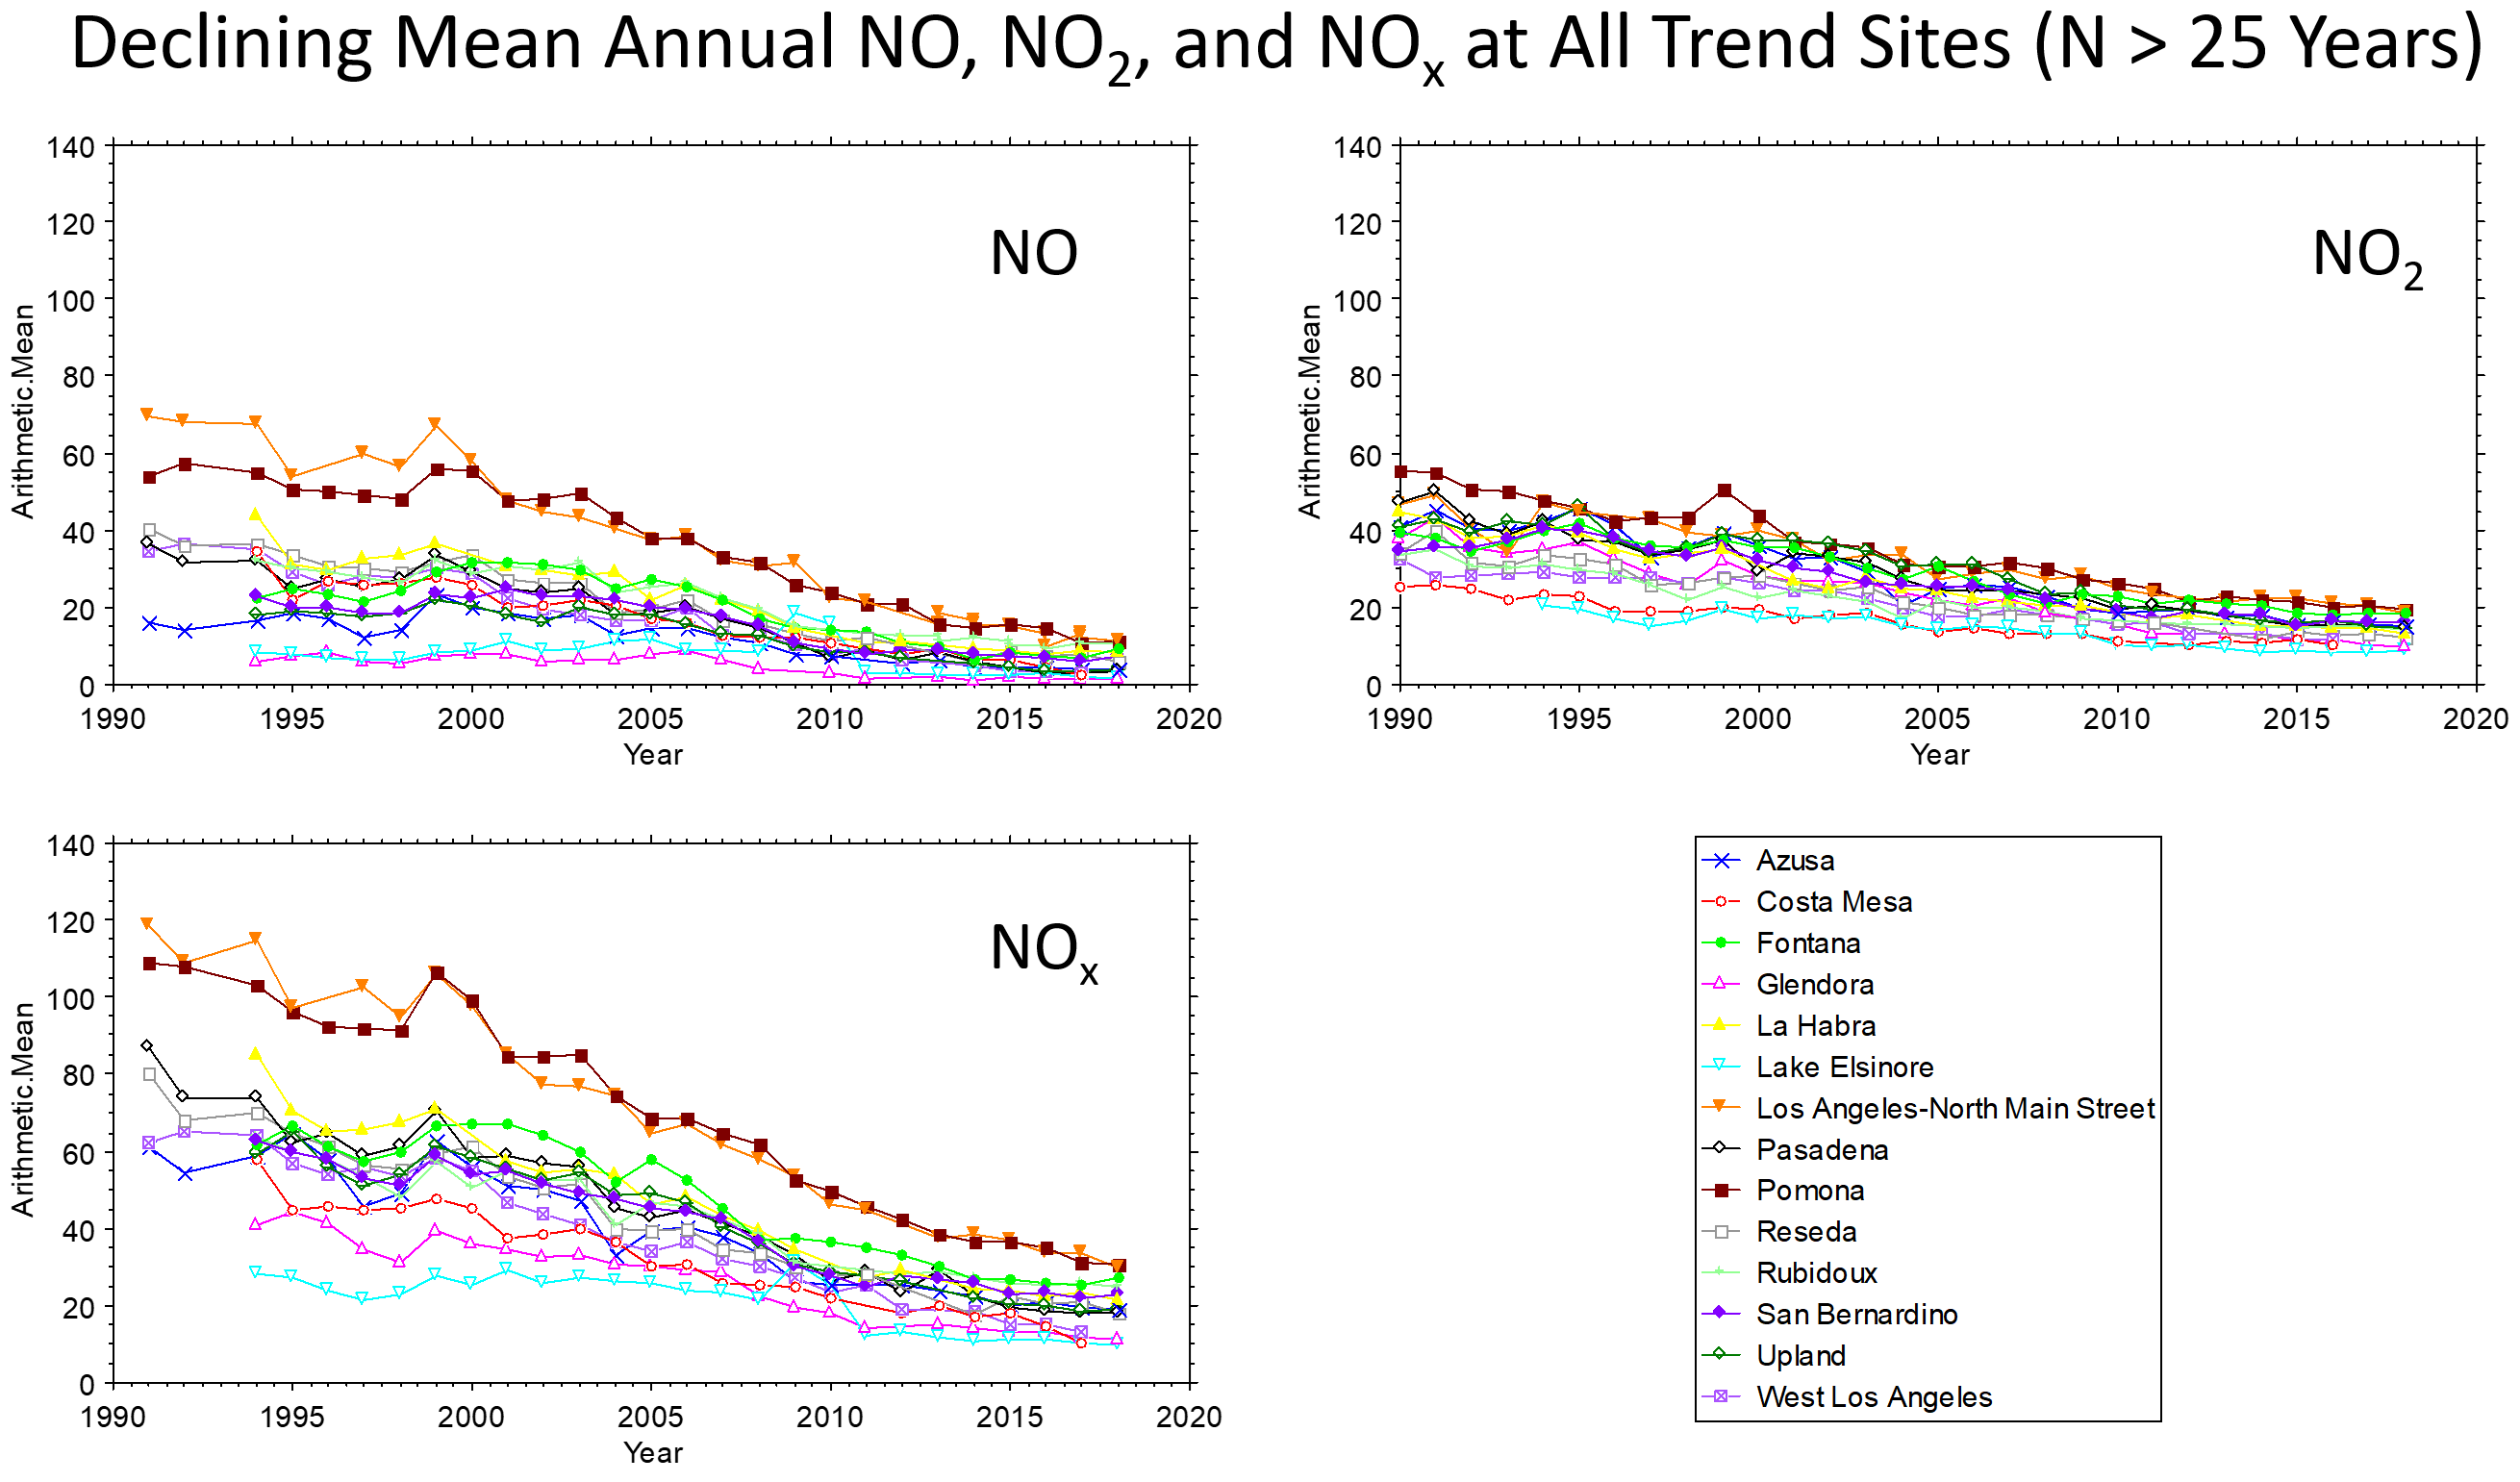 Declining Mean Annual NO, NO2, and NOx at All Trend Sites (N > 25 Years)
140
120
100
80
60
40
20
0
Arithmetic.Mean
NO
1990 1995 2000 2005 2010 2015 2020
Year
140
120
100
80
60
40
20
0
Arithmetic.Mean
NO2
1990 1995 2000 2005 2010 2015 2020
Year
140
120
100
80
60
40
20
0
Arithmetic.Mean
NOx
1990 1995 2000 2005 2010 2015 2020
Year
Azusa
Costa Mesa
Fontana
Glendora
La Habra
Lake Elsinore
Los Angeles-North Main Street
Pasadena
Pomona
Reseda
Rubidoux
San Bernardino
Upland
West Los Angeles